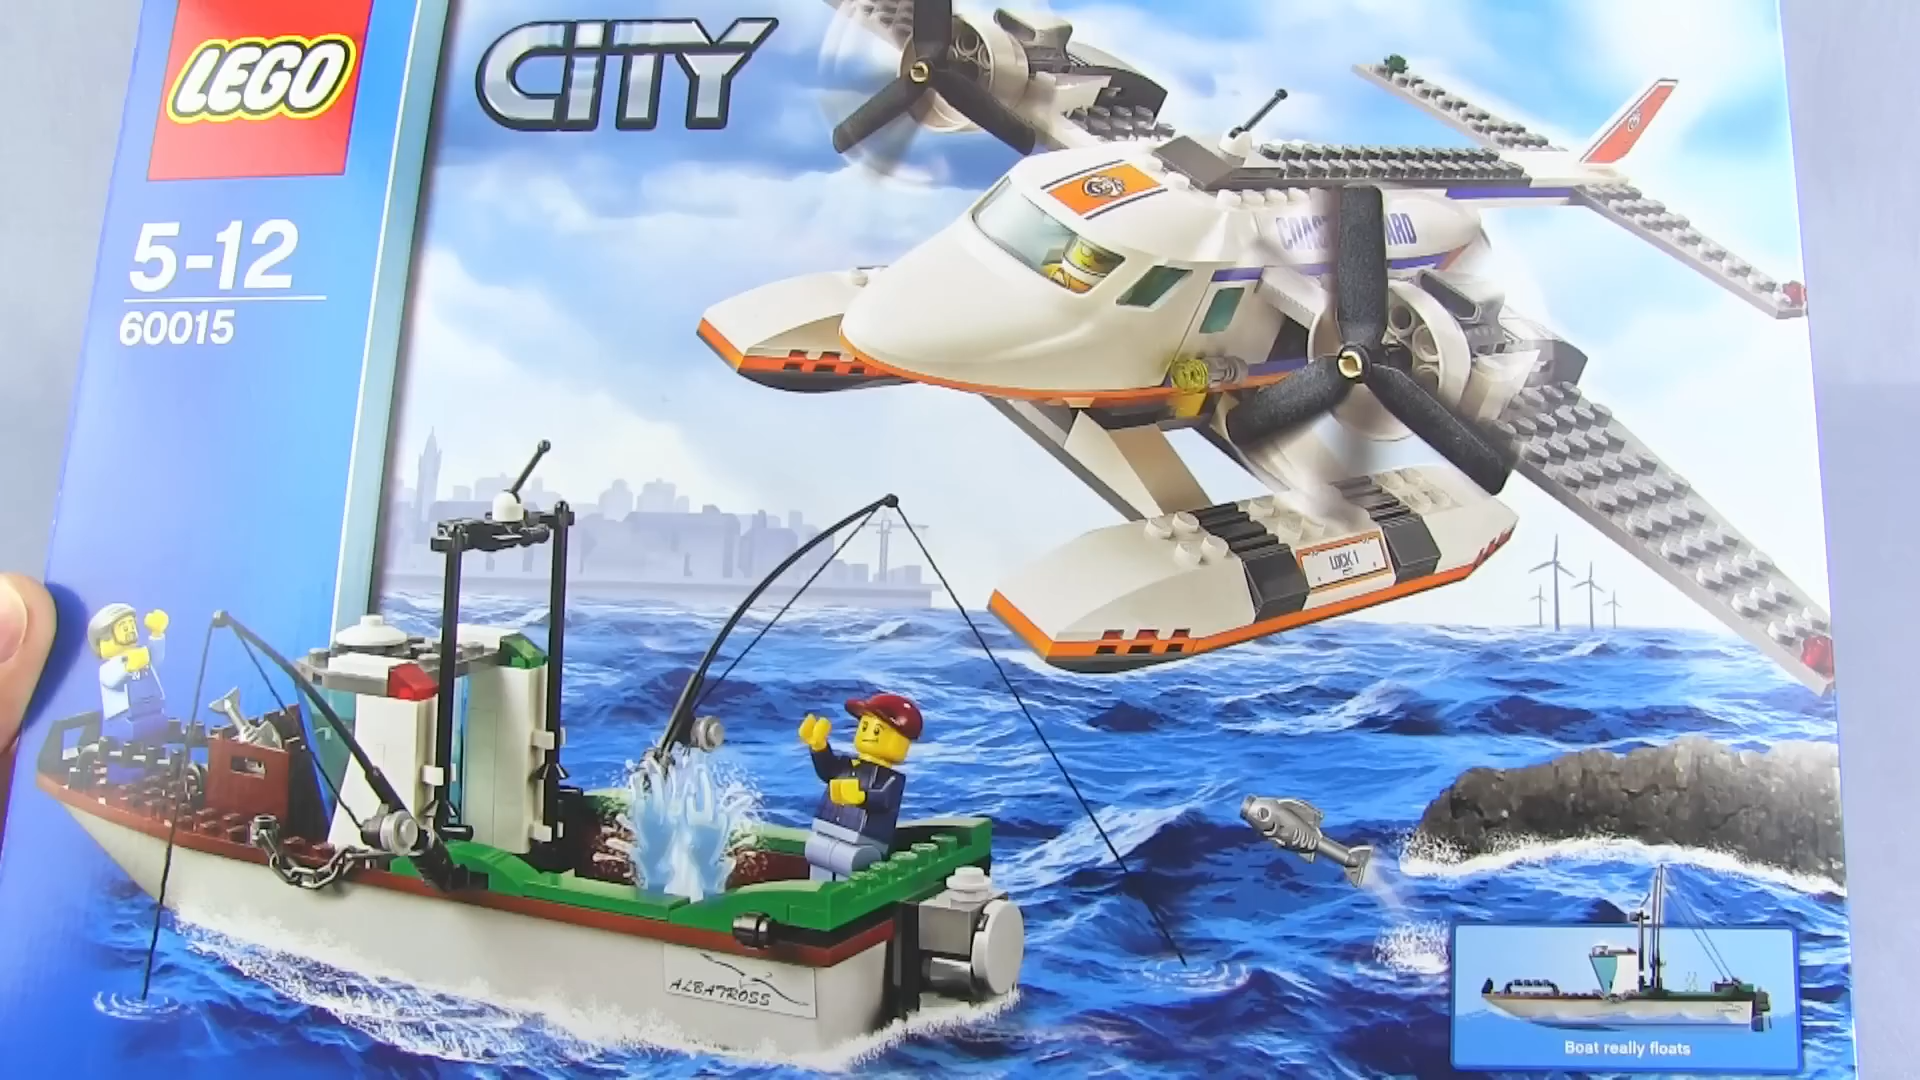 LEGO
CITY
5-12
60015
COAST GUARD
LOCK 1
ALBATROSS
Boat really floats